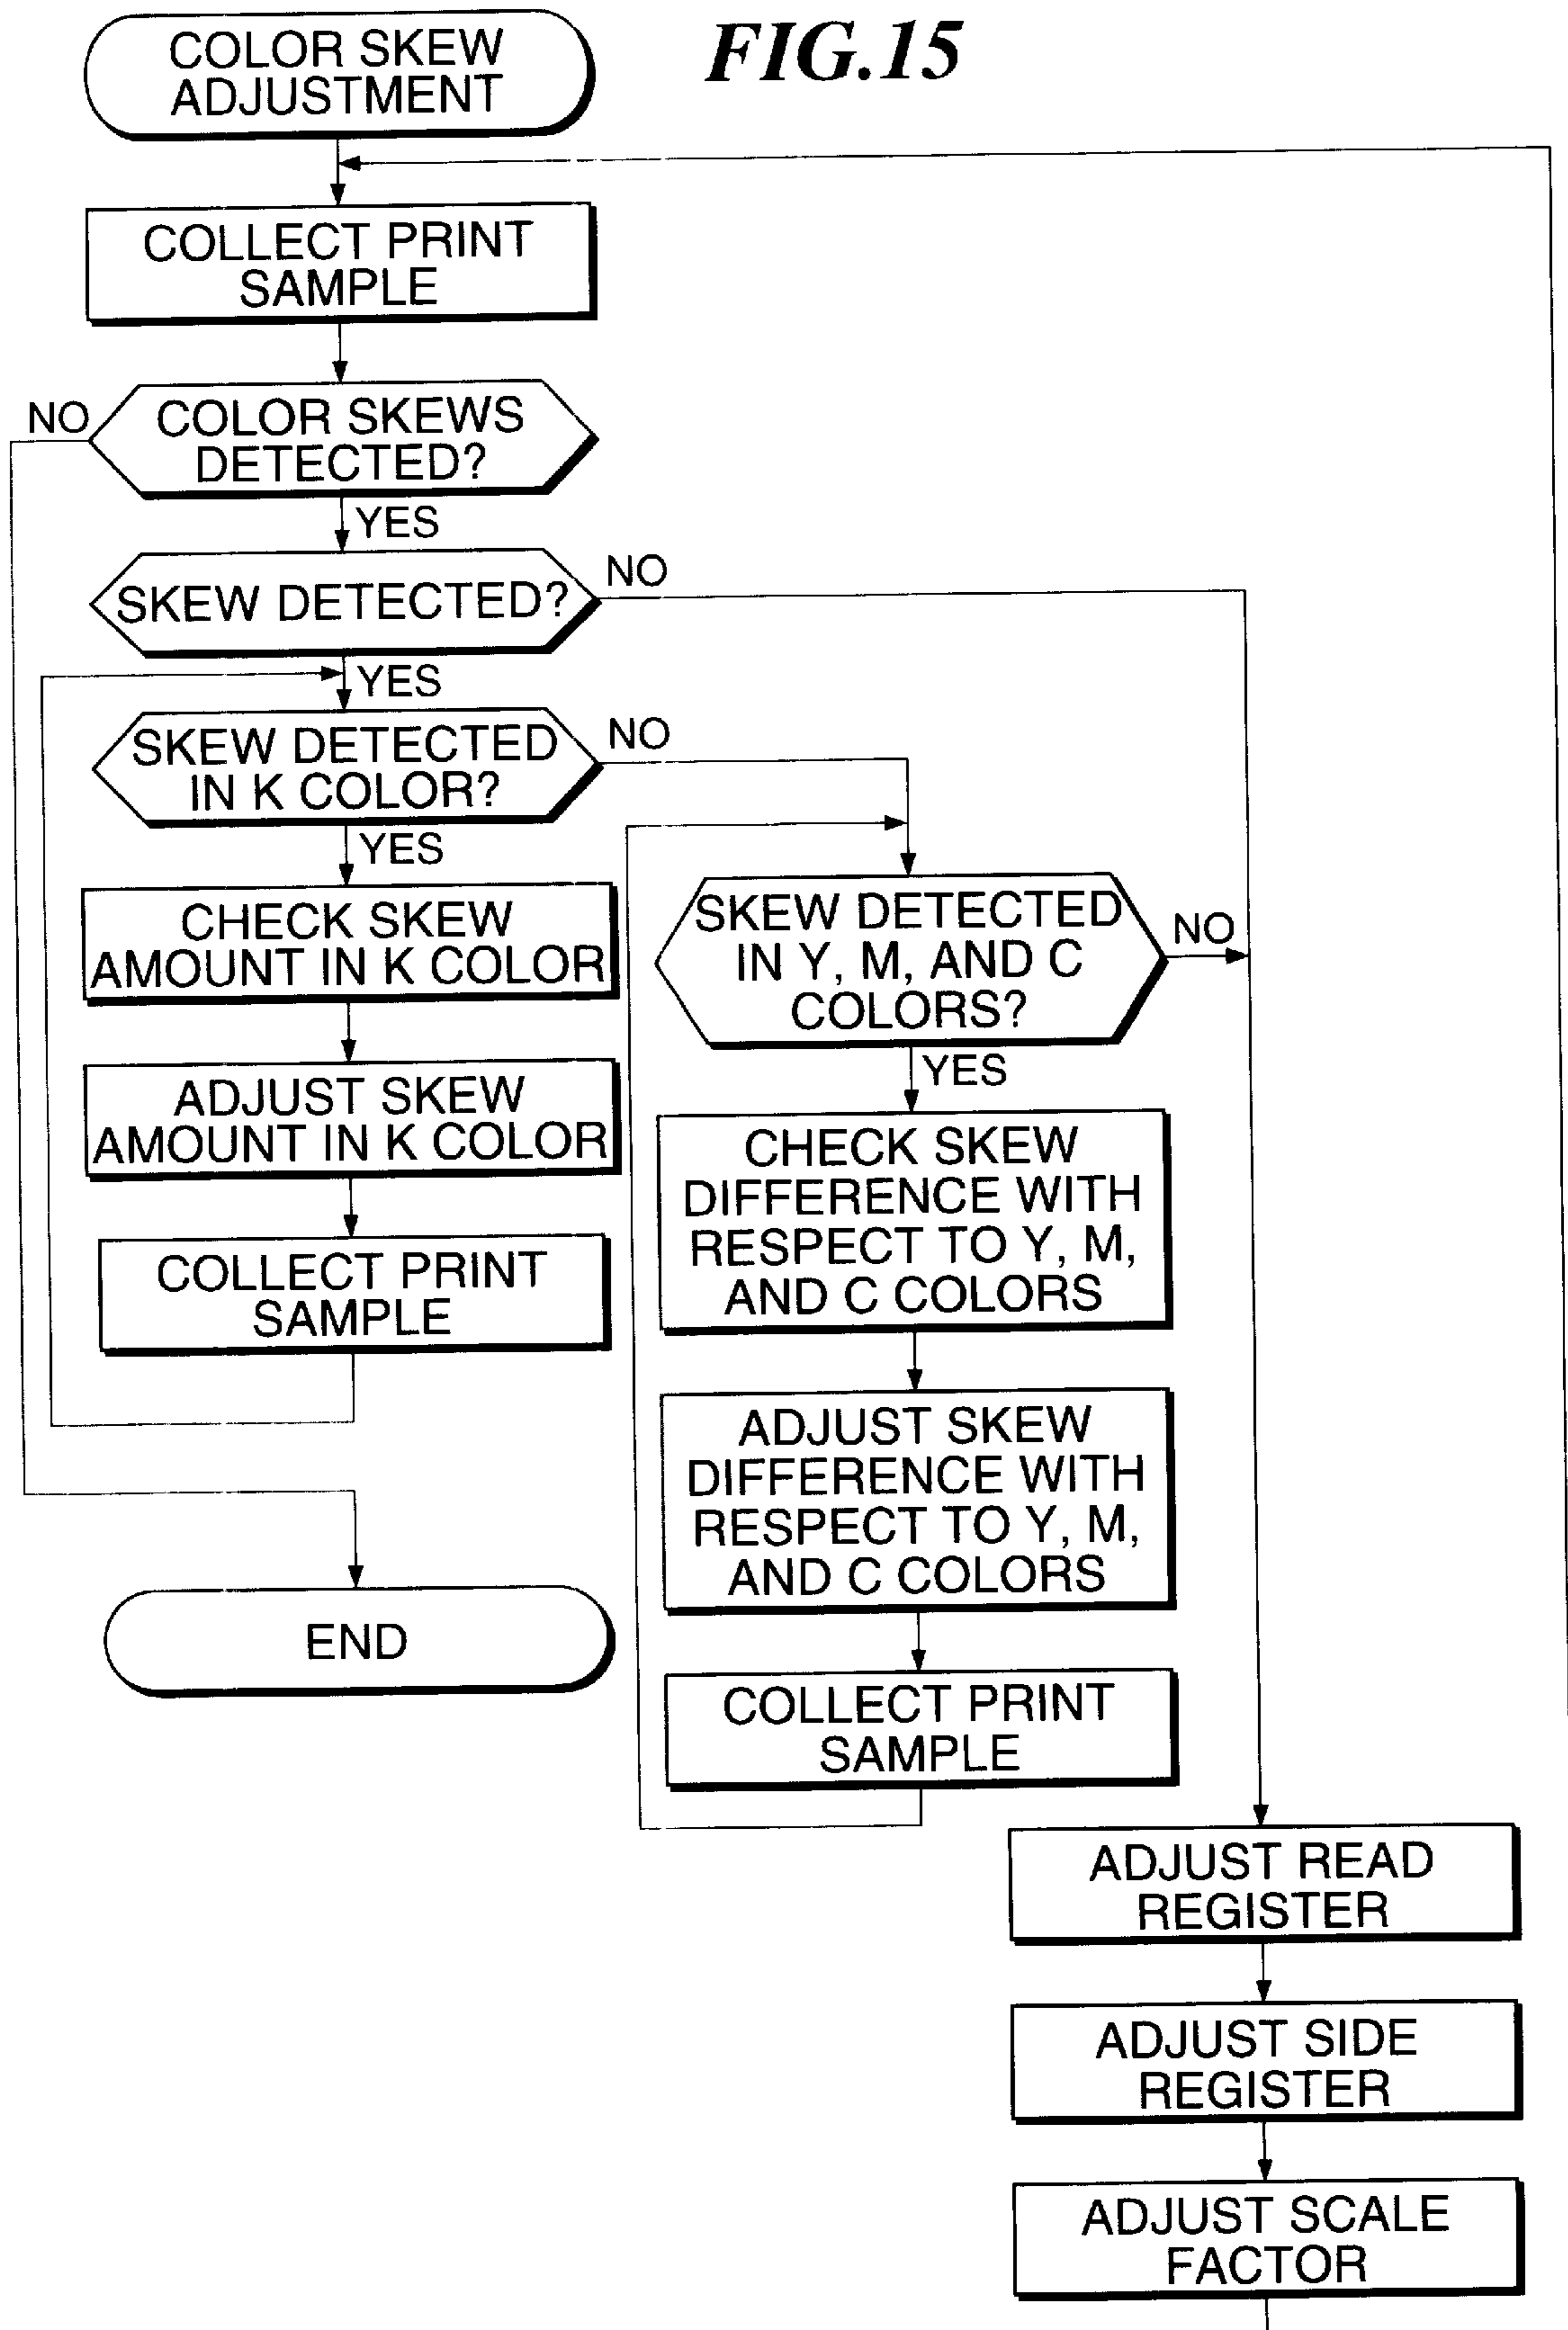 FIG.15
COLOR SKEW
ADJUSTMENT
COLLECT PRINT
SAMPLE
NO
COLOR SKEWS
DETECTED?
YES
SKEW DETECTED?
NO
YES
SKEW DETECTED
IN K COLOR?
NO
YES
CHECK SKEW
AMOUNT IN K COLOR
ADJUST SKEW
AMOUNT IN K COLOR
COLLECT PRINT
SAMPLE
END
SKEW DETECTED
IN Y, M, AND C
COLORS?
NO
YES
CHECK SKEW
DIFFERENCE WITH
RESPECT TO Y, M,
AND C COLORS
ADJUST SKEW
DIFFERENCE WITH
RESPECT TO Y, M,
AND C COLORS
COLLECT PRINT
SAMPLE
ADJUST READ
REGISTER
ADJUST SIDE
REGISTER
ADJUST SCALE
FACTOR